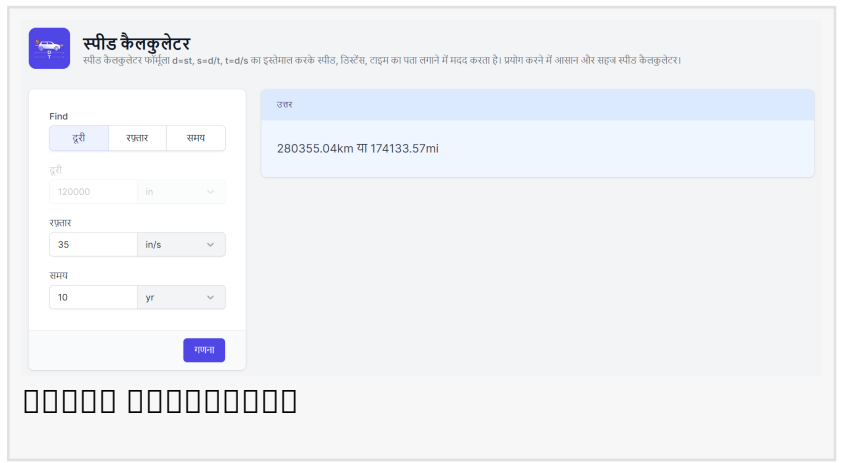 स्पीड कैलकुलेटर
स्पीड केलकुलेटर फॉर्मूला d=st, s=d/t, t=d/s का इस्तेमाल करके स्पीड, डिस्टेंस, टाइम का पता लगाने में मदद करता है। प्रयोग करने में आसान और सहज स्पीड केलकुलेटर।
Find
दूरी रफ़्तार समय
दूरी
120000 in
रफ़्तार
35 in/s
समय
10 yr
गणना
उत्तर
280355.04km या 174133.57mi